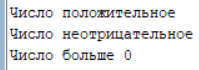 Число положительное
Число неотрицательное
Число больше 0